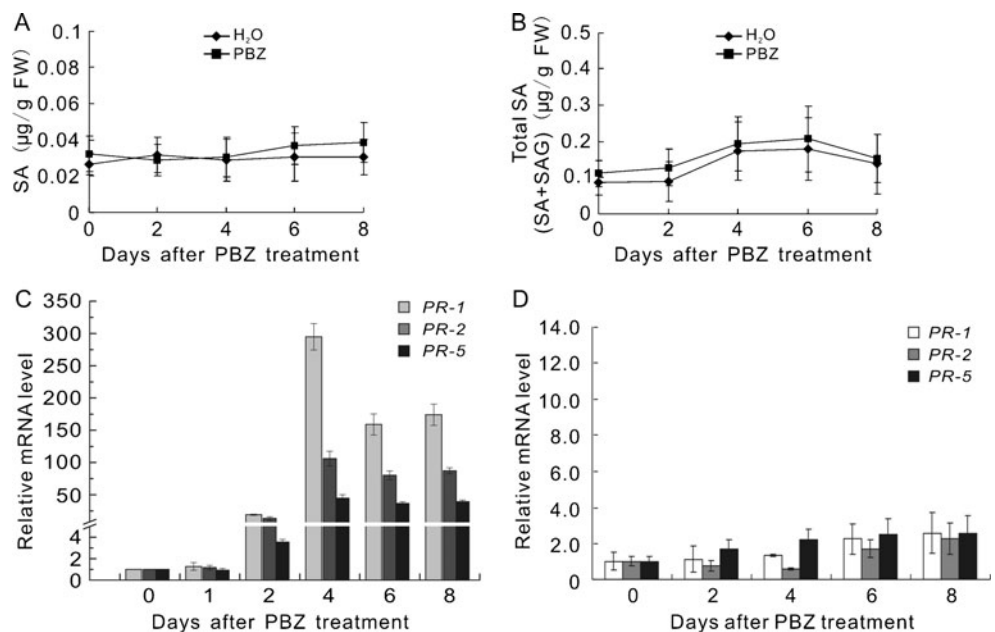 A
SA (μg/g FW)
0.1
0.08
0.06
0.04
0.02
0
H₂O
PBZ
0 2 4 6 8
Days after PBZ treatment
B
Total SA
(SA+SAG) (μg/g FW)
0.5
0.4
0.3
0.2
0.1
0
H₂O
PBZ
0 2 4 6 8
Days after PBZ treatment
C
Relative mRNA level
350
300
250
200
150
100
50
4
2
1
0
PR-1
PR-2
PR-5
0 1 2 4 6 8
Days after PBZ treatment
D
Relative mRNA level
14.0
12.0
10.0
8.0
6.0
4.0
2.0
0.0
PR-1
PR-2
PR-5
0 2 4 6 8
Days after PBZ treatment